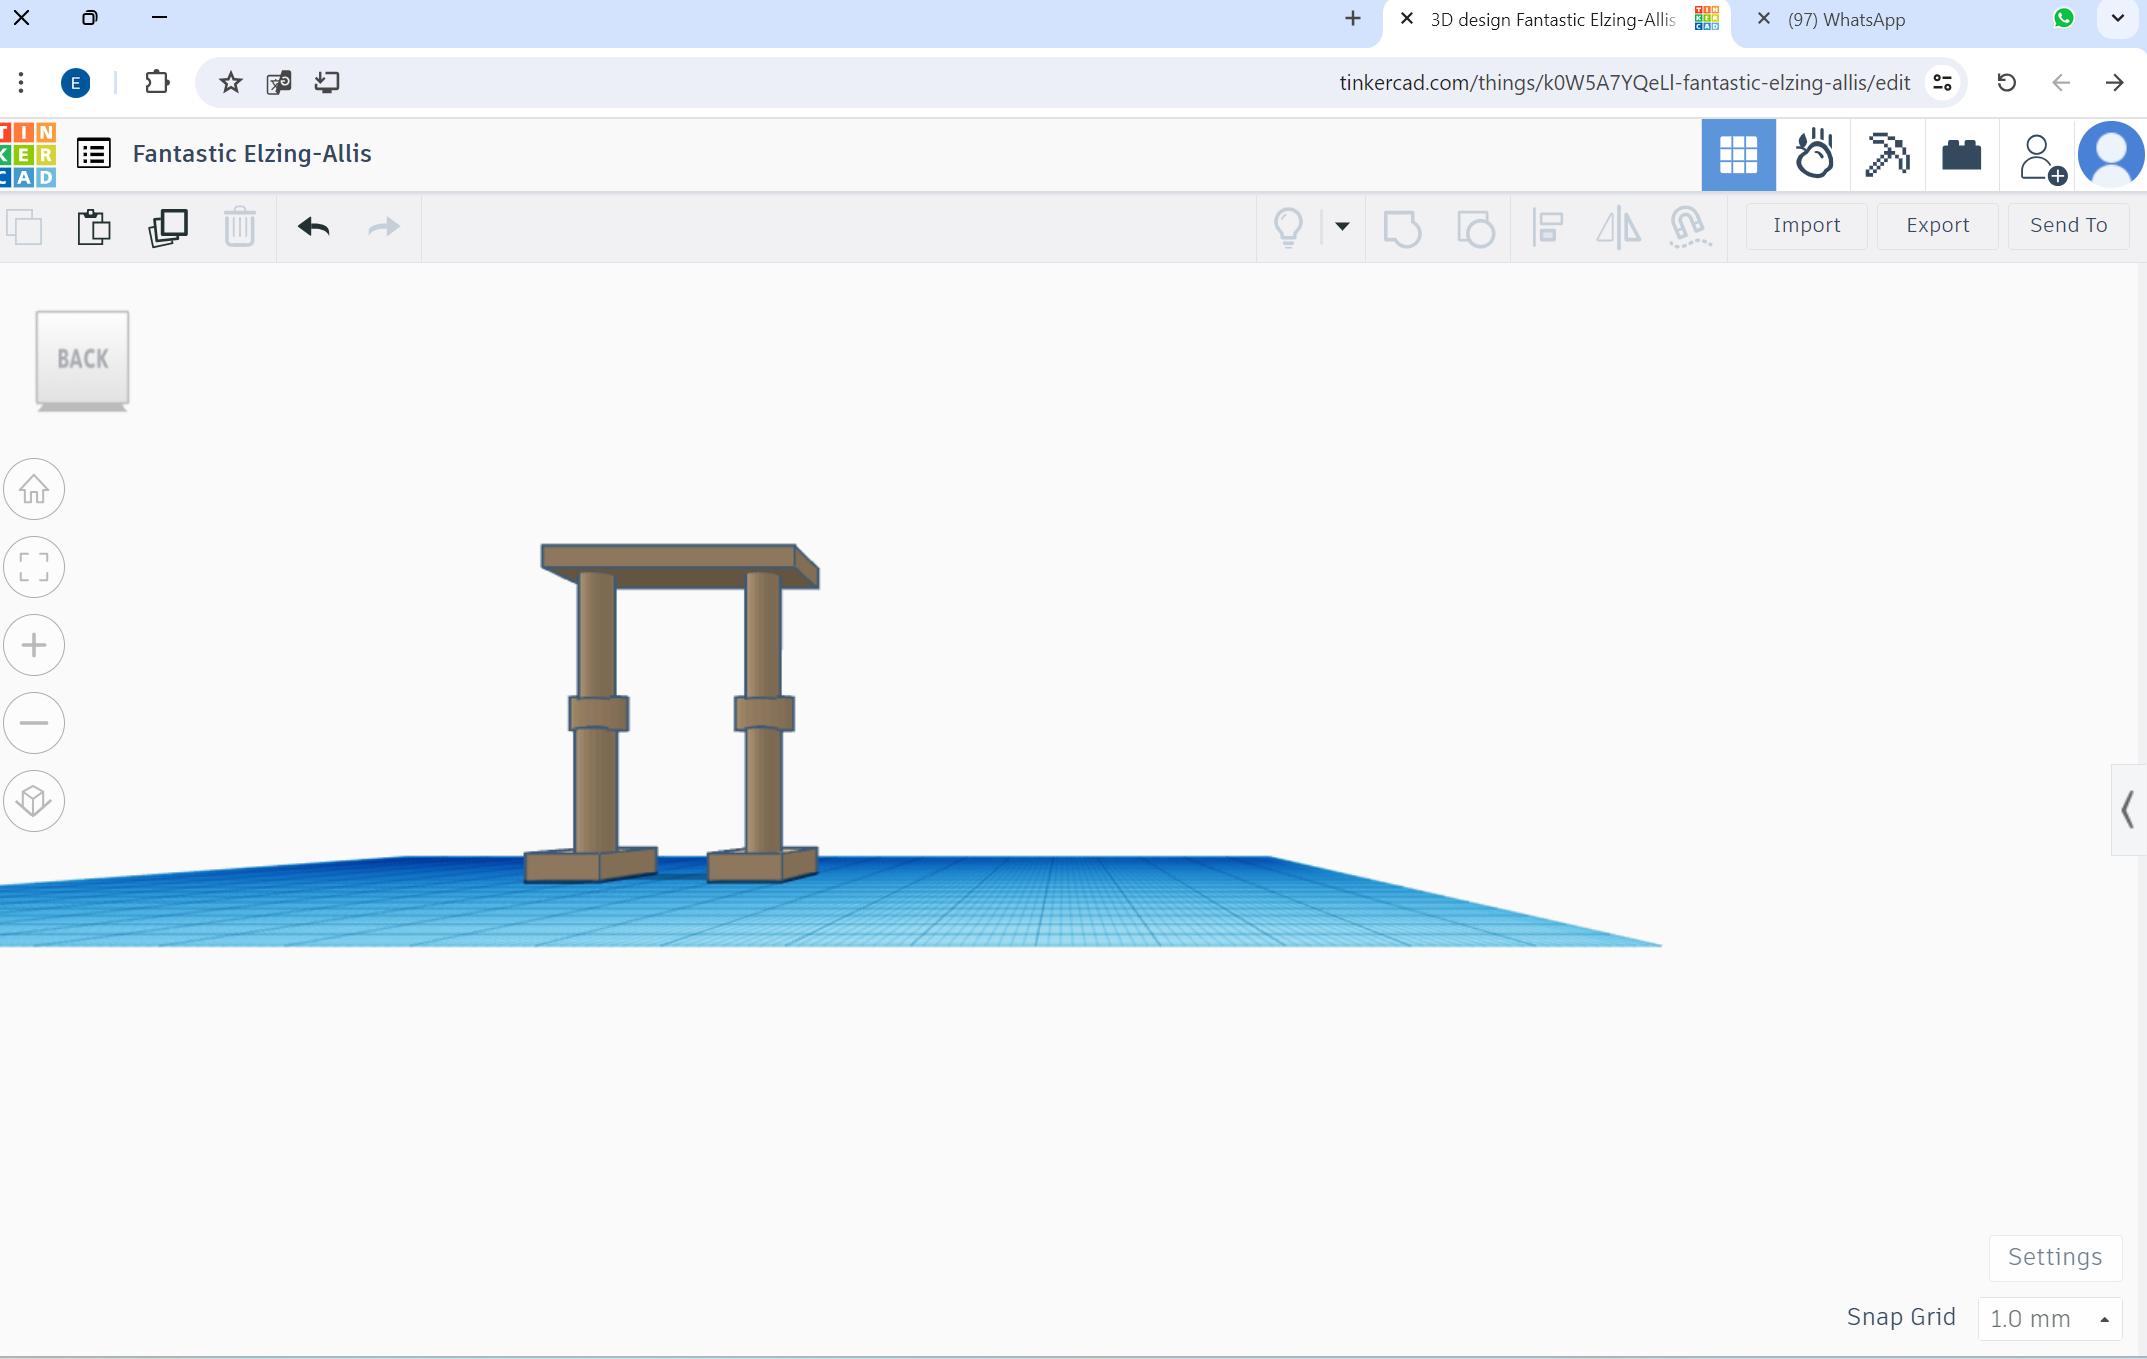 3D design Fantastic Elzing-Allis
(97) WhatsApp
E
tinkercad.com/things/k0W5A7YQeLl-fantastic-elzing-allis/edit
TIN
KER
CAD
Fantastic Elzing-Allis
Import
Export
Send To
BACK
Settings
Snap Grid
1.0 mm